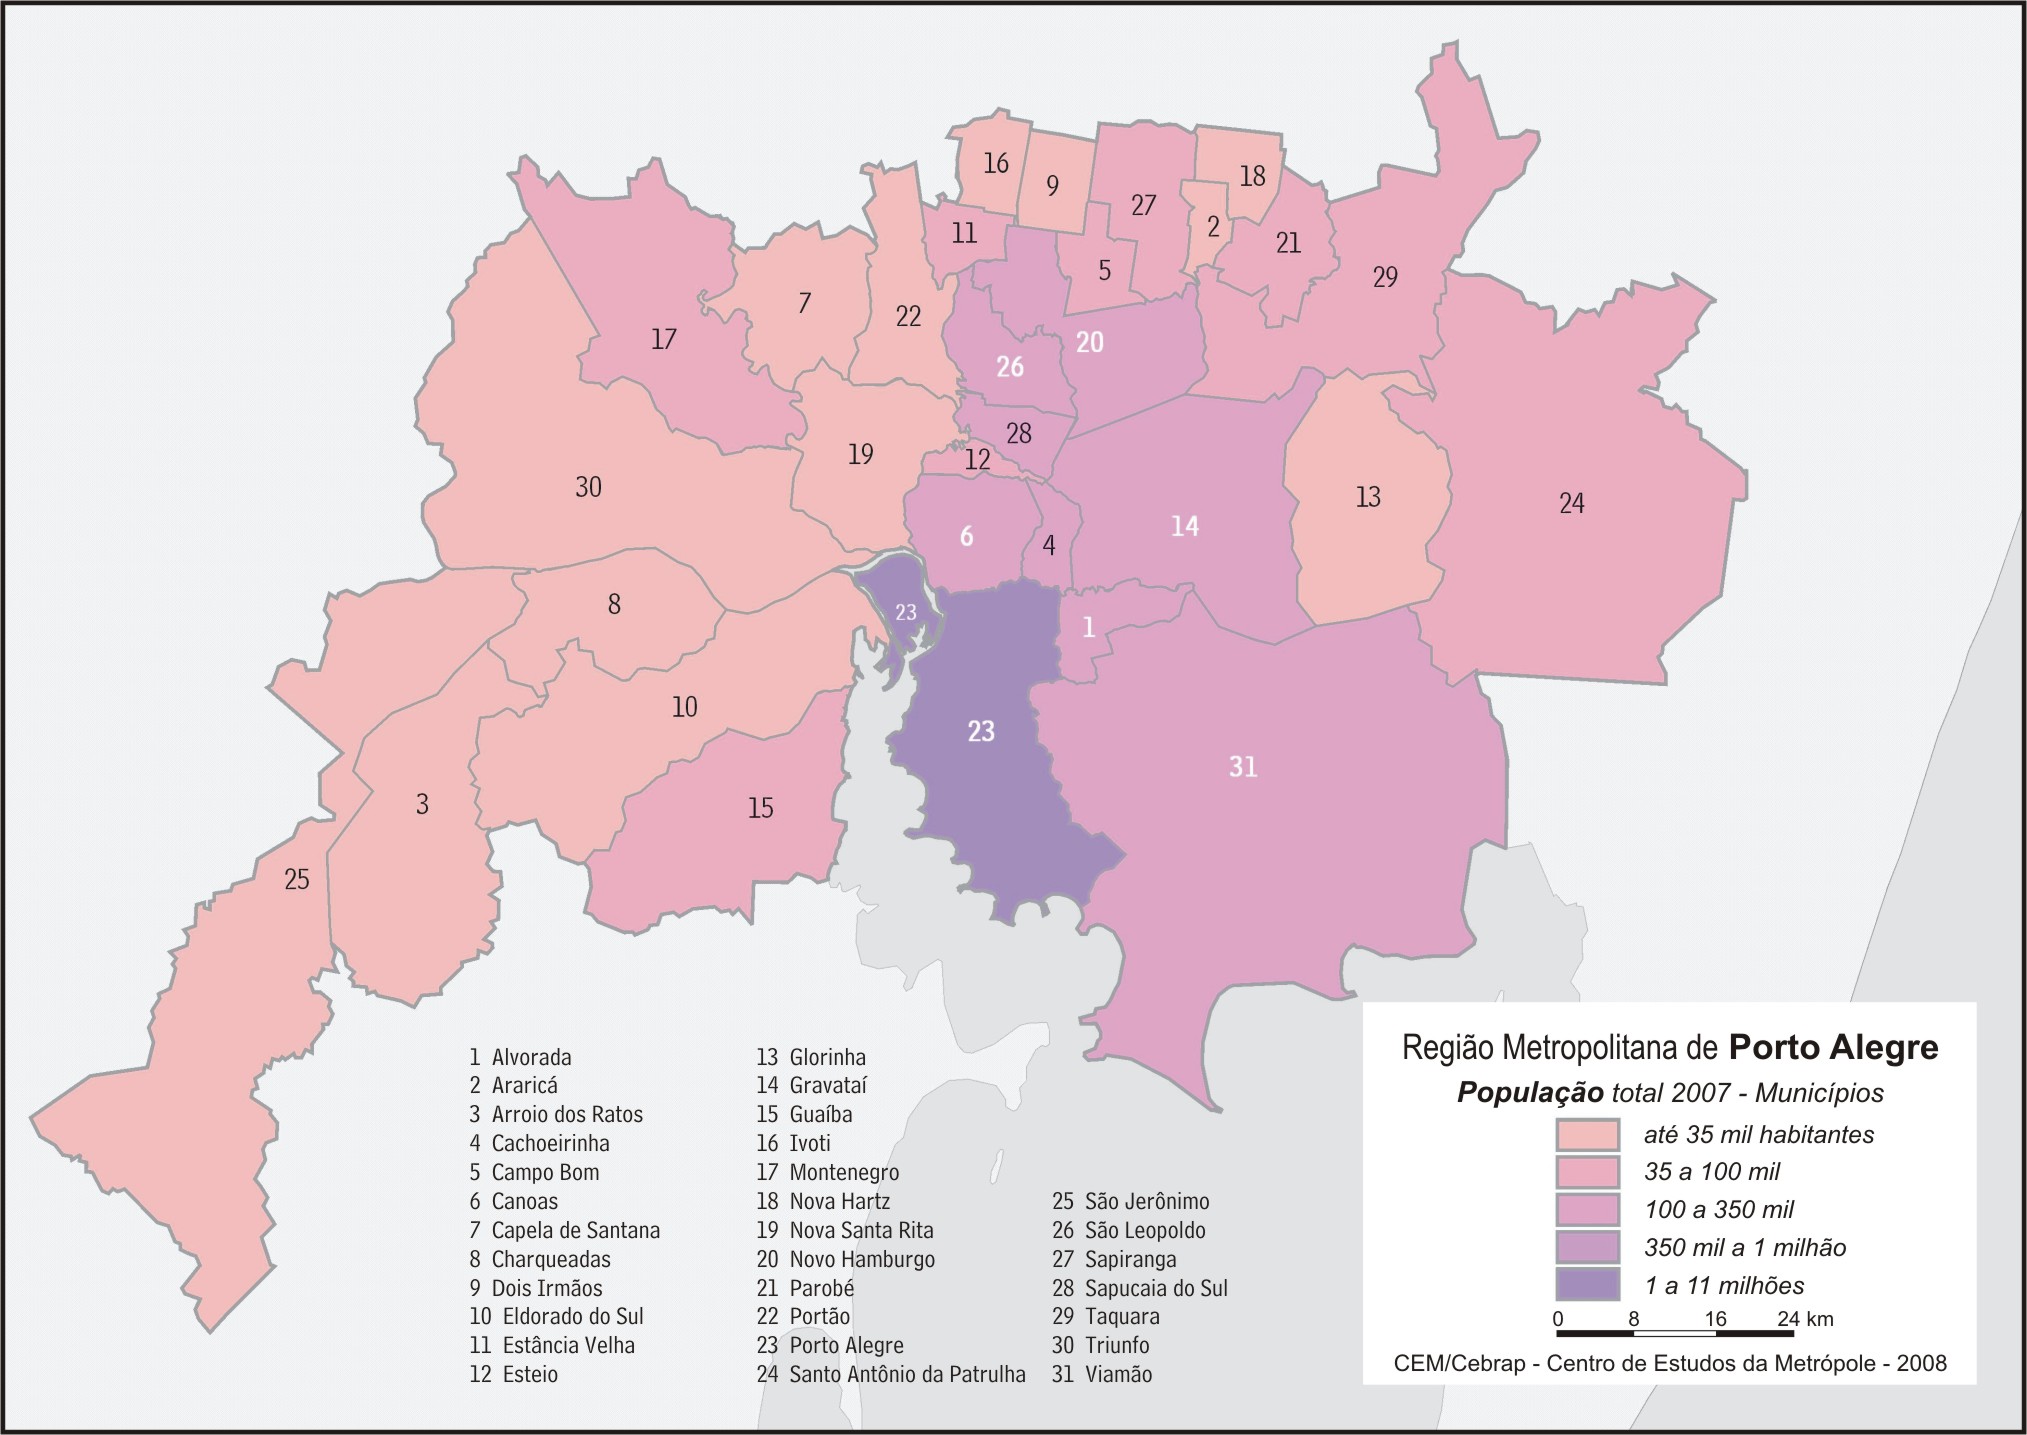 16
9
18
27
2
11
21
5
29
7
22
17
20
26
28
19
12
30
13
24
6
14
4
8
23
1
10
23
31
3
15
25
1 Alvorada
2 Araricá
3 Arroio dos Ratos
4 Cachoeirinha
5 Campo Bom
6 Canoas
7 Capela de Santana
8 Charqueadas
9 Dois Irmãos
10 Eldorado do Sul
11 Estância Velha
12 Esteio
13 Glorinha
14 Gravataí
15 Guaíba
16 Ivoti
17 Montenegro
18 Nova Hartz
19 Nova Santa Rita
20 Novo Hamburgo
21 Parobé
22 Portão
23 Porto Alegre
24 Santo Antônio da Patrulha
25 São Jerônimo
26 São Leopoldo
27 Sapiranga
28 Sapucaia do Sul
29 Taquara
30 Triunfo
31 Viamão
Região Metropolitana de Porto Alegre
População total 2007 - Municípios
até 35 mil habitantes
35 a 100 mil
100 a 350 mil
350 mil a 1 milhão
1 a 11 milhões
0 8 16 24 km
CEM/Cebrap - Centro de Estudos da Metrópole - 2008